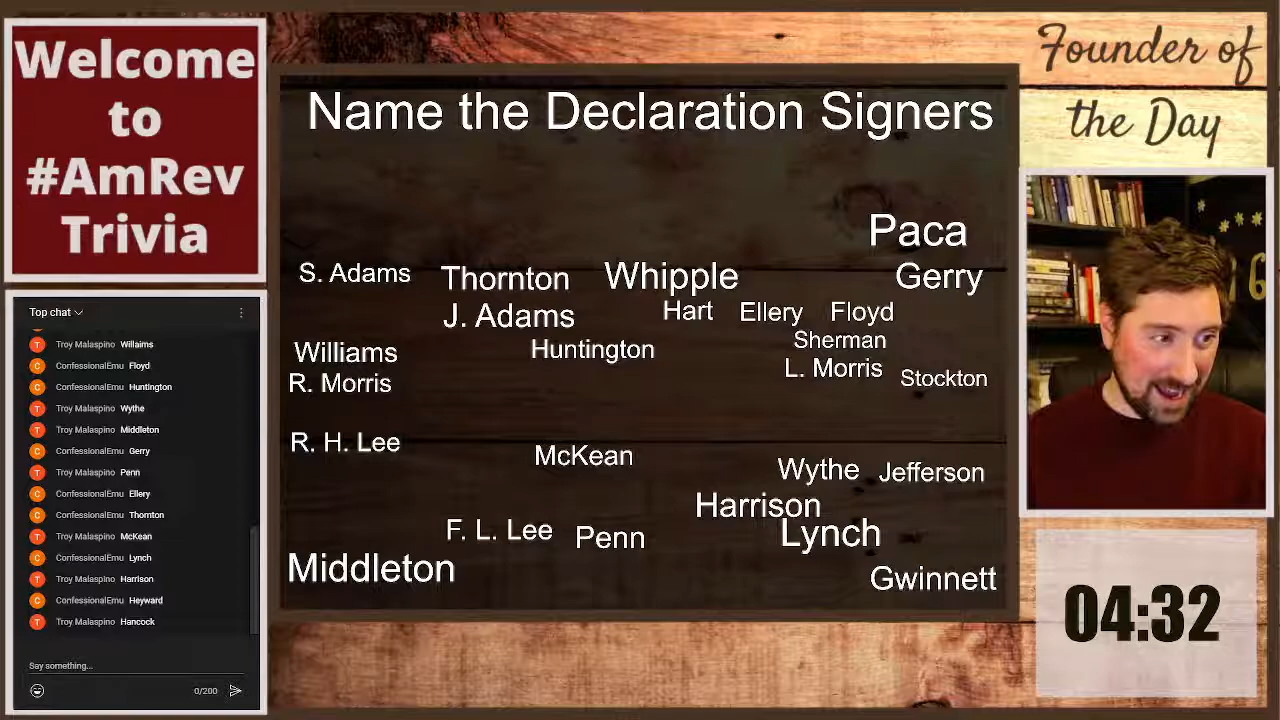 Welcome
to
#AmRev
Trivia
Founder of
the Day
Name the Declaration Signers
Paca
S. Adams
Thornton
Whipple
Gerry
J. Adams
Hart
Ellery
Floyd
Sherman
Williams
Huntington
L. Morris
Stockton
R. Morris
R. H. Lee
McKean
Wythe
Jefferson
Harrison
F. L. Lee
Penn
Lynch
Middleton
Gwinnett
Top chat
Troy Malaspino Willaims
ConfessionalEmu Floyd
ConfessionalEmu Huntington
Troy Malaspino Wythe
Troy Malaspino Middleton
ConfessionalEmu Gerry
Troy Malaspino Penn
ConfessionalEmu Ellery
ConfessionalEmu Thornton
Troy Malaspino McKean
ConfessionalEmu Lynch
Troy Malaspino Harrison
ConfessionalEmu Heyward
Troy Malaspino Hancock
Say something...
0/200
04:32